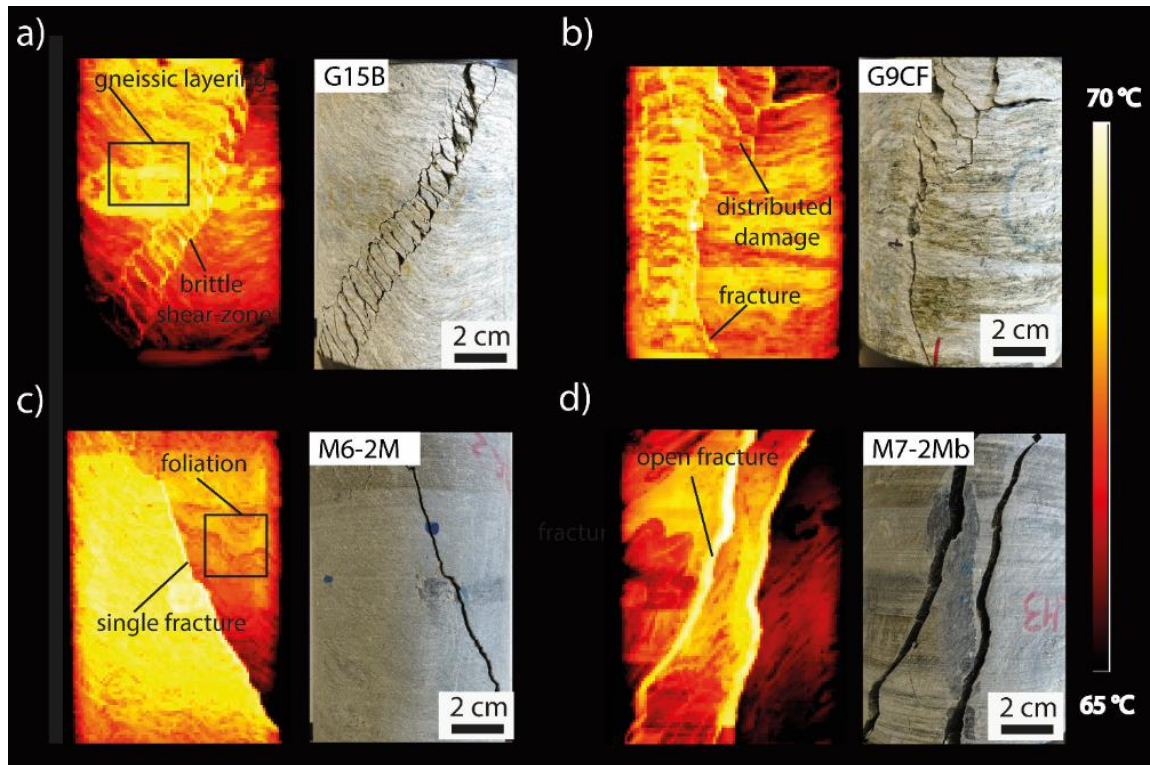 a)
gneissic layering
G15B
brittle
shear-zone
2 cm
b)
G9CF
distributed
damage
fracture
2 cm
70 °C
65 °C
c)
foliation
single fracture
M6-2M
2 cm
fractur
d)
open fracture
M7-2Mb
2 cm